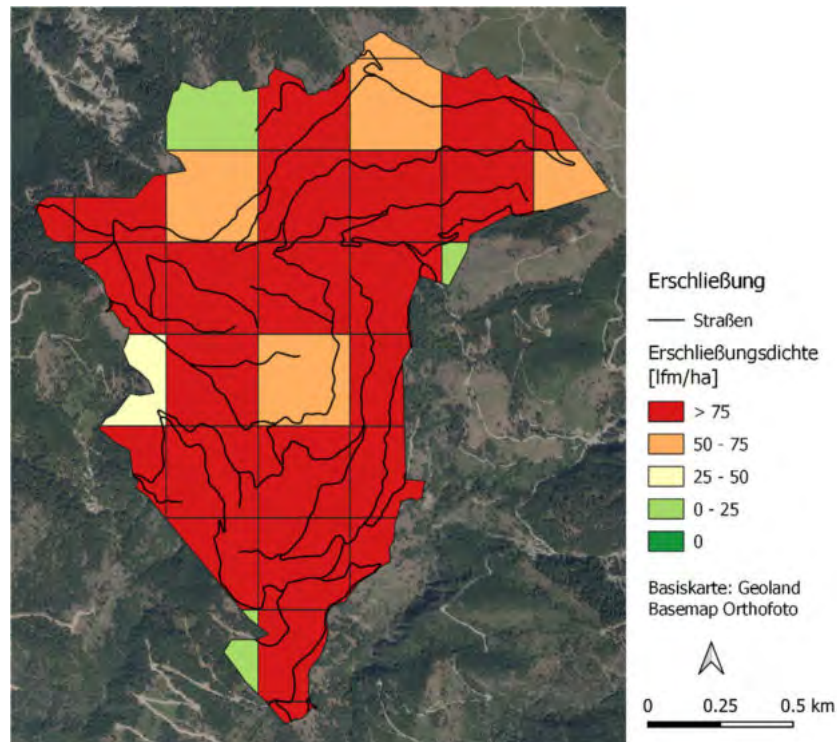 Erschließung
Straßen
Erschließungsdichte
[lfm/ha]
> 75
50 - 75
25 - 50
0 - 25
0
Basiskarte: Geoland
Basemap Orthofoto
0 0.25 0.5 km